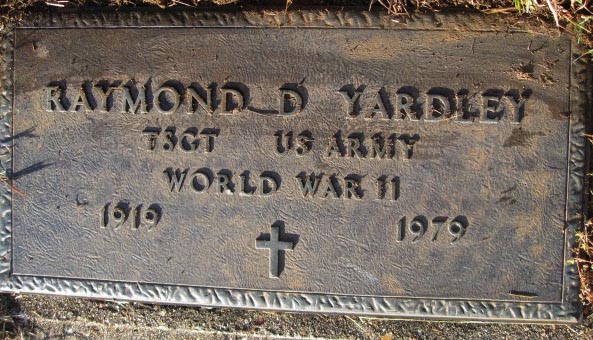 RAYMOND D YARDLEY
TSGT US ARMY
WORLD WAR II
1919 1979